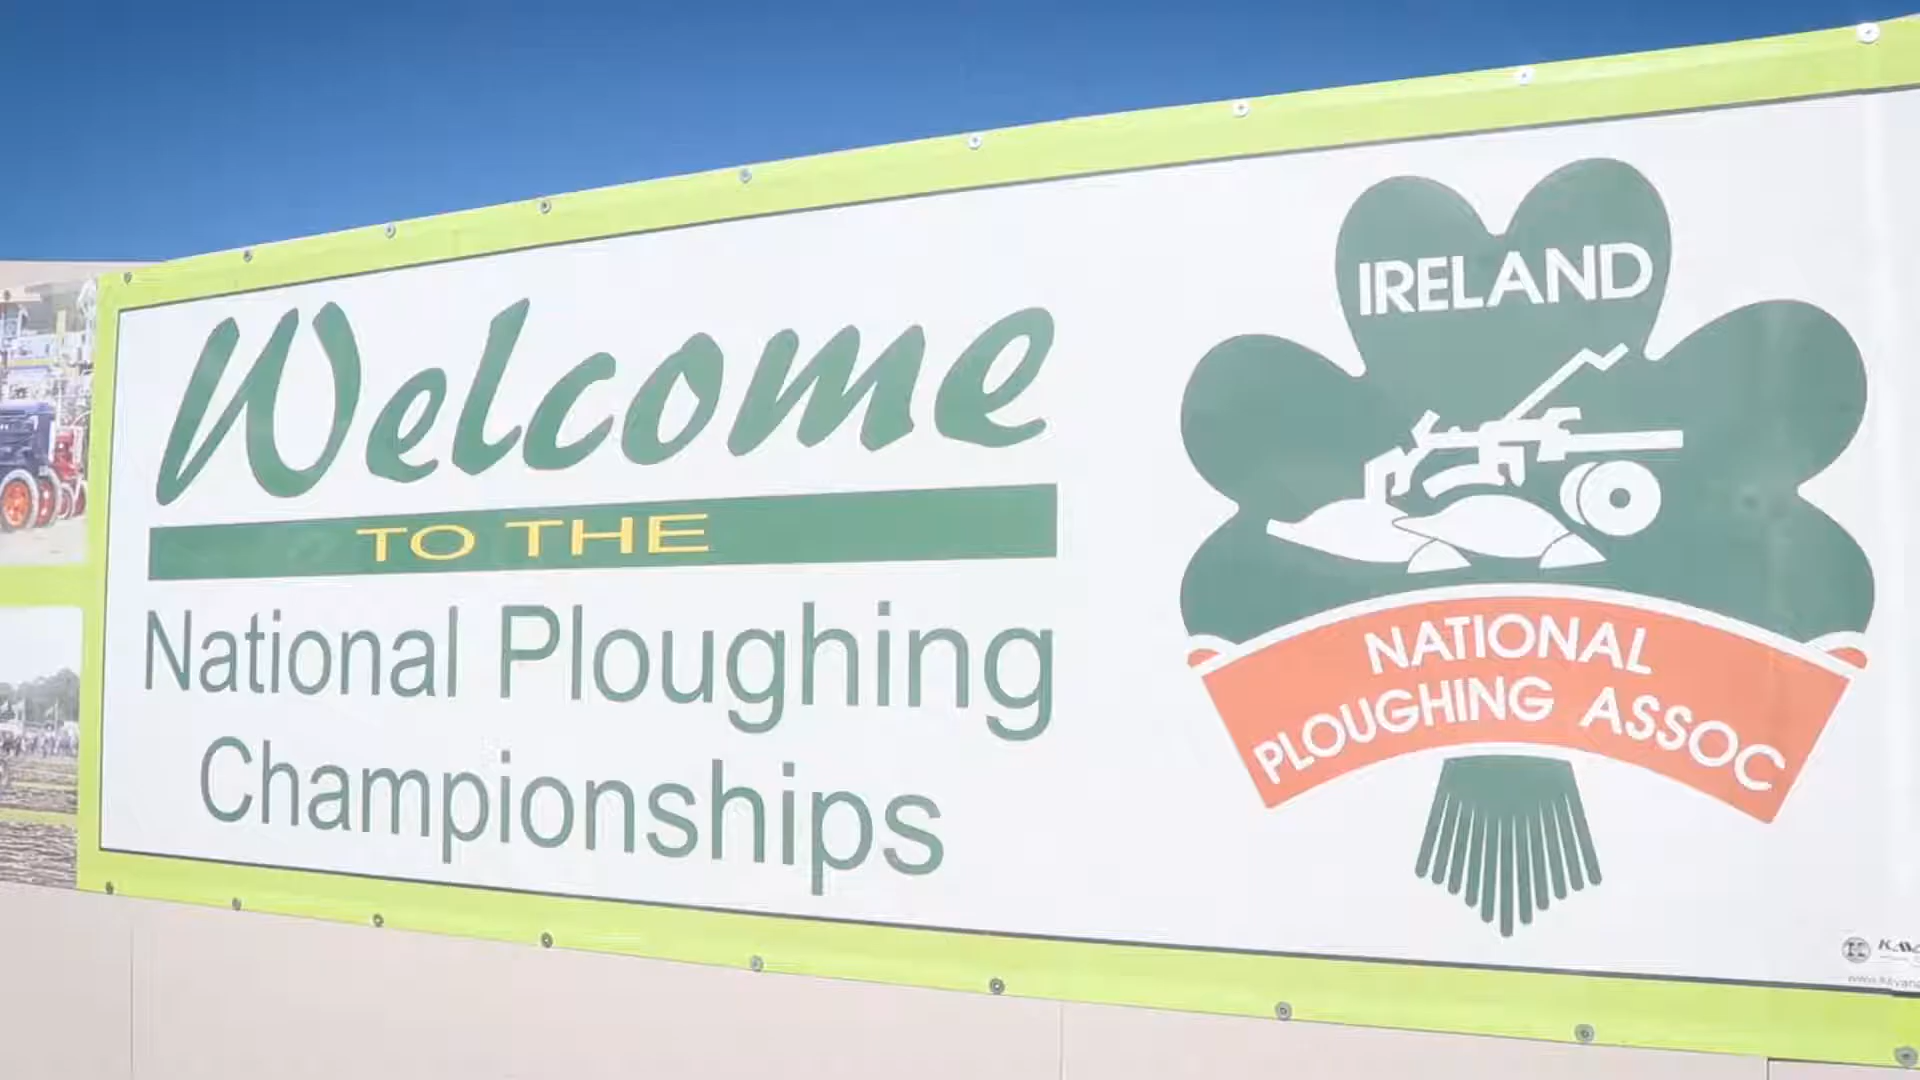 Welcome
TO THE
National Ploughing
Championships
IRELAND
NATIONAL
PLOUGHING ASSOC